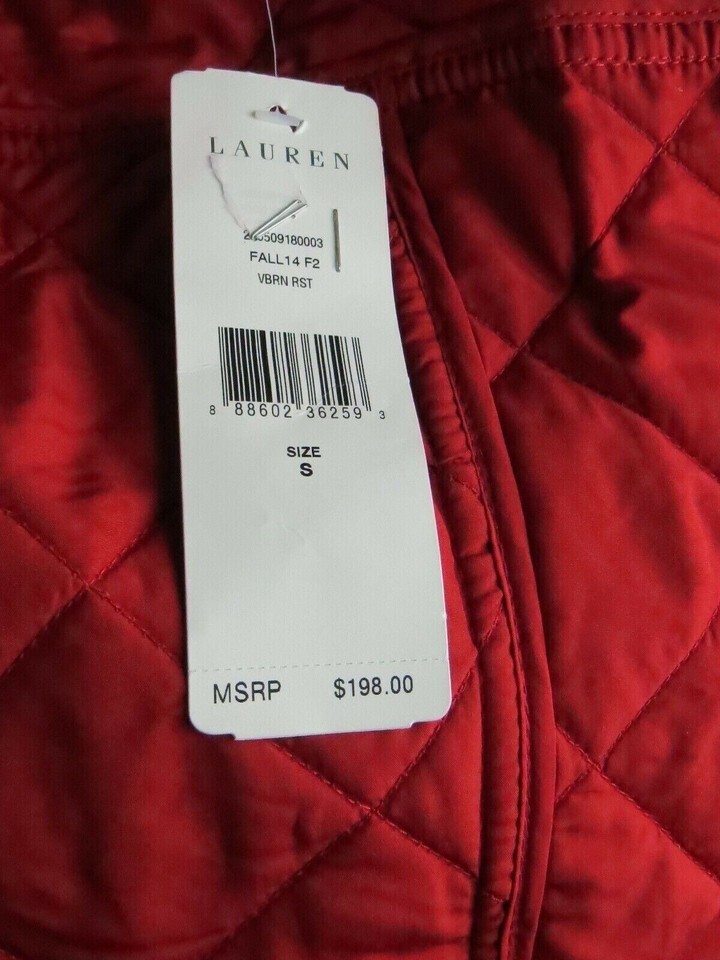 LAUREN
FALL14 F2
VBRN RST
8 88602 36259 3
SIZE
S
MSRP $198.00